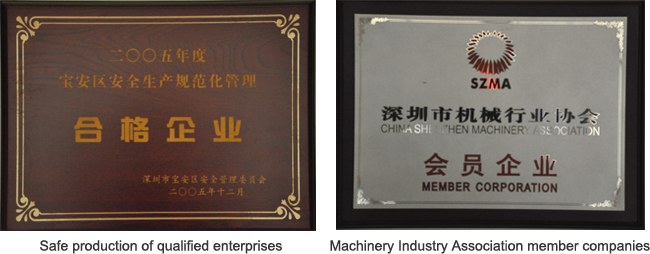 二〇〇五年度
宝安区安全生产规范化管理
合格企业
深圳市宝安区安全管理委员会
二〇〇五年十二月
Safe production of qualified enterprises
SZMA
深圳市机械行业协会
CHINA SHENZHEN MACHINERY ASSOCIATION
会员企业
MEMBER CORPORATION
Machinery Industry Association member companies